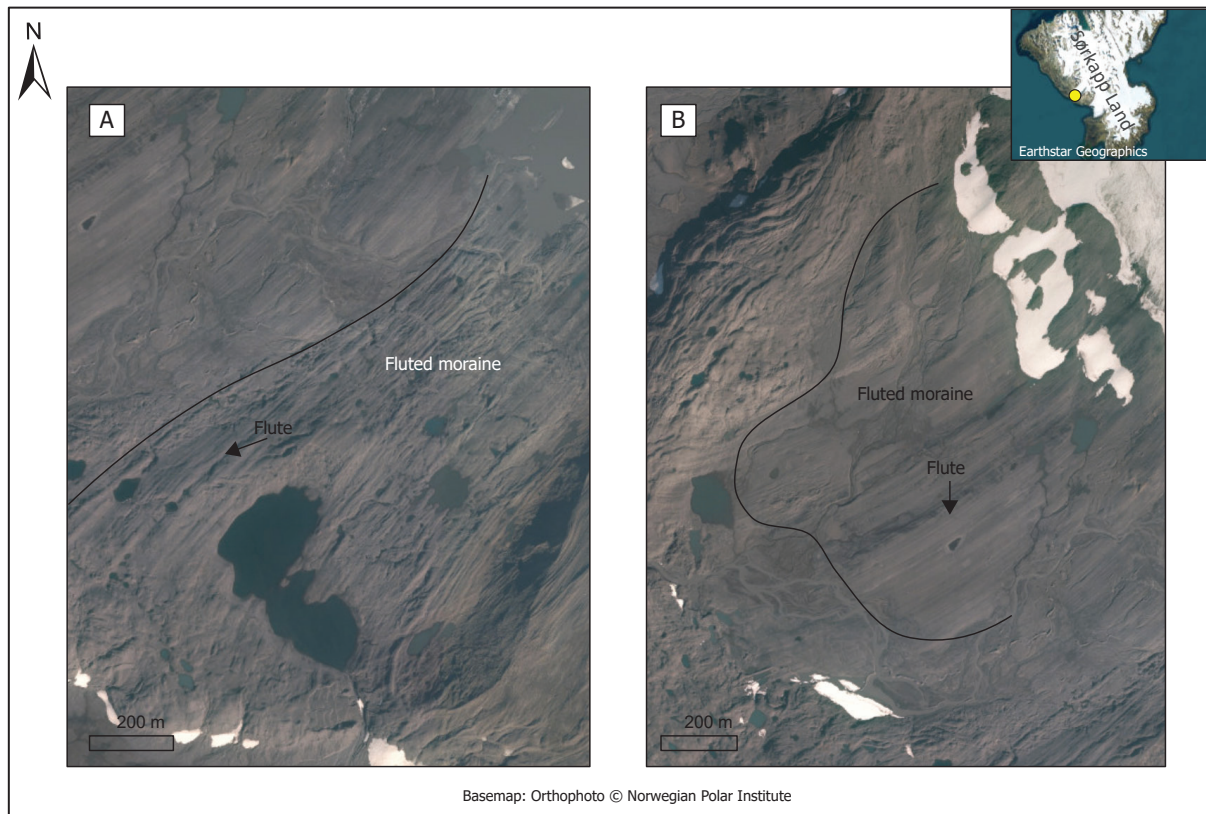 N
A
B
Sørkapp Land
Earthstar Geographics
Fluted moraine
Flute
200 m
Fluted moraine
Flute
200 m
Basemap: Orthophoto © Norwegian Polar Institute